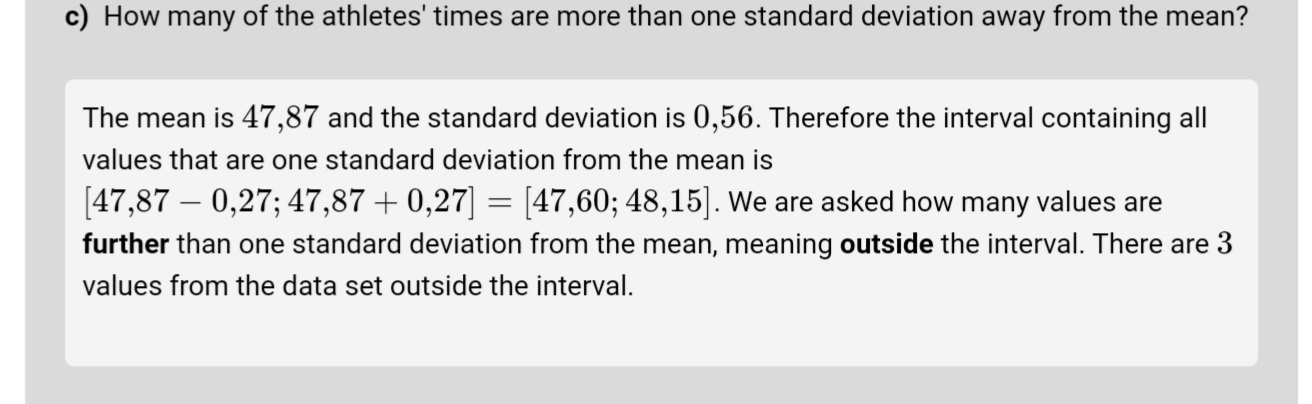 c) How many of the athletes' times are more than one standard deviation away from the mean?
The mean is 47,87 and the standard deviation is 0,56. Therefore the interval containing all
values that are one standard deviation from the mean is
[47,87 − 0,27; 47,87 + 0,27] = [47,60; 48,15]. We are asked how many values are
further than one standard deviation from the mean, meaning outside the interval. There are 3
values from the data set outside the interval.